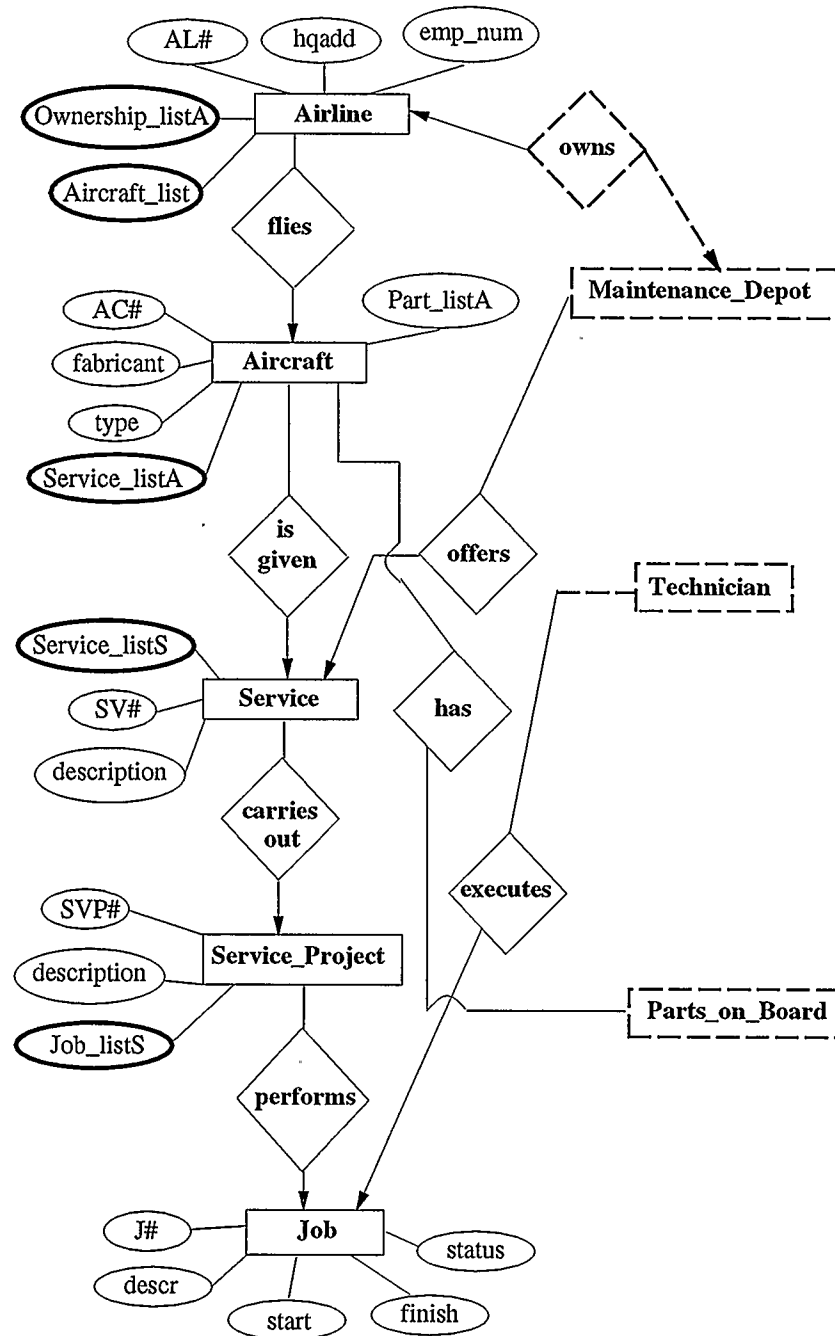 AL#
hqadd
emp_num
Ownership_listA
Airline
owns
Aircraft_list
flies
Maintenance_Depot
AC#
Part_listA
fabricant
Aircraft
type
Service_listA
is
given
offers
Technician
Service_listS
Service
SV#
has
description
carries
out
executes
SVP#
Service_Project
description
Parts_on_Board
Job_listS
performs
J#
Job
status
descr
start
finish